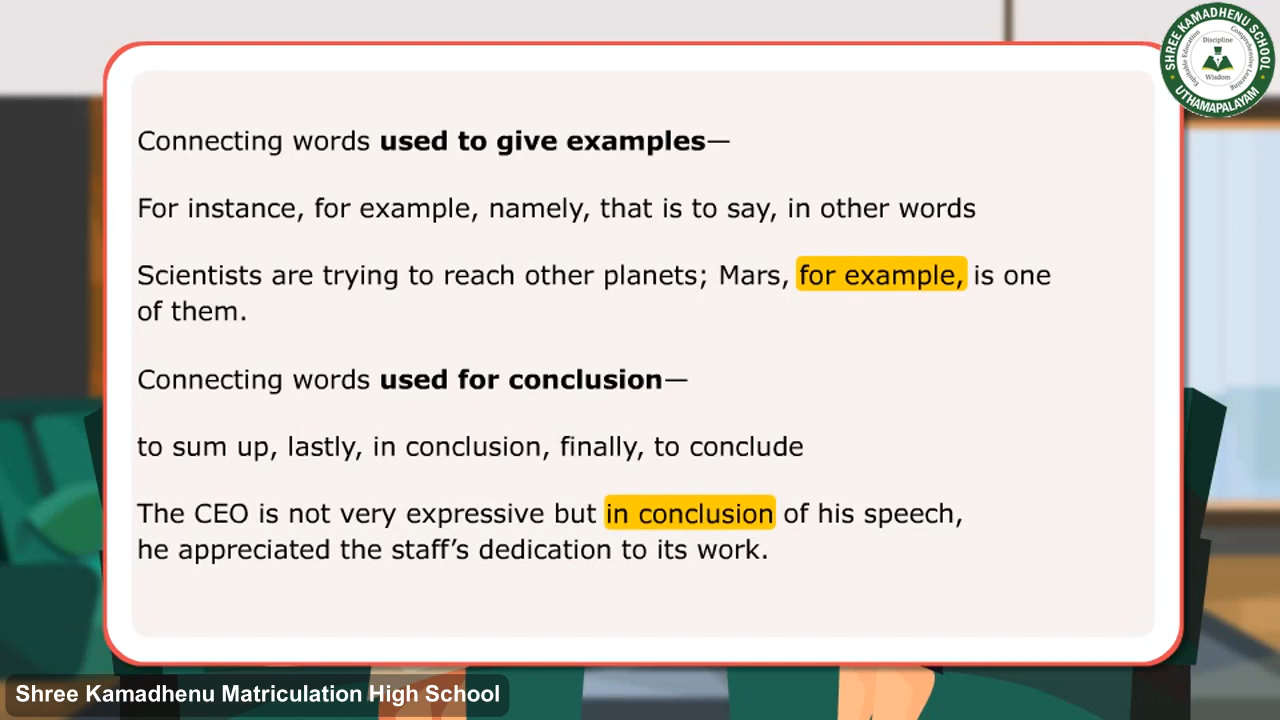 SHREE KAMADHENU SCHOOL
Discipline
Equitable Education
Comprehensive Learning
Wisdom
UTHAMAPALAYAM
Connecting words used to give examples—
For instance, for example, namely, that is to say, in other words
Scientists are trying to reach other planets; Mars, for example, is one
of them.
Connecting words used for conclusion—
to sum up, lastly, in conclusion, finally, to conclude
The CEO is not very expressive but in conclusion of his speech,
he appreciated the staff’s dedication to its work.
Shree Kamadhenu Matriculation High School